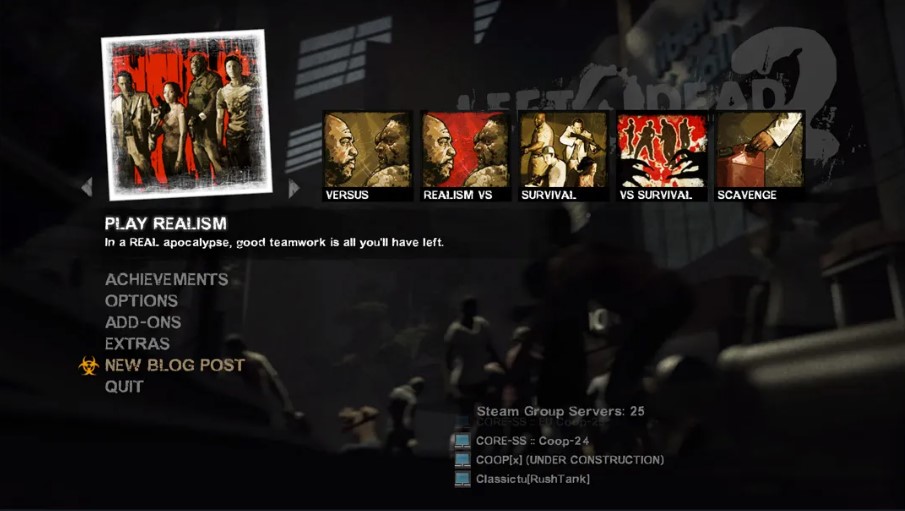 LEFT 4 DEAD 2
VERSUS
REALISM VS
SURVIVAL
VS SURVIVAL
SCAVENGE
PLAY REALISM
In a REAL apocalypse, good teamwork is all you'll have left.
ACHIEVEMENTS
OPTIONS
ADD-ONS
EXTRAS
NEW BLOG POST
QUIT
Steam Group Servers: 25
CORE-SS :: Coop-24
COOP[x] (UNDER CONSTRUCTION)
Classictu[RushTank]